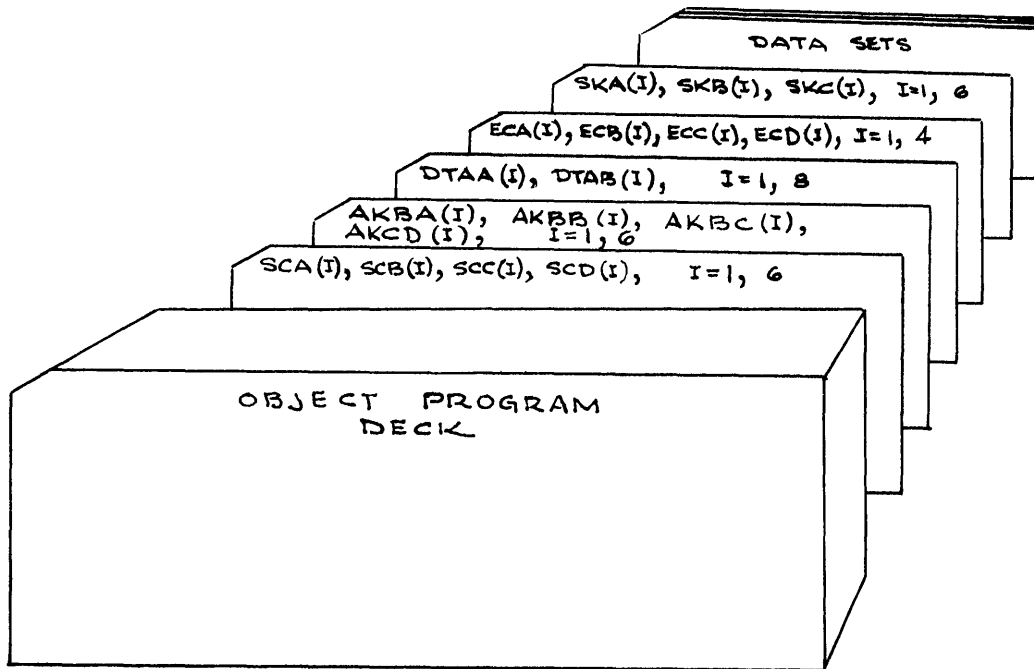 DATA SETS
SKA(I), SKB(I), SKC(I), I=1, 6
ECA(I), ECB(I), ECC(I), ECD(I), I=1, 4
DTAA(I), DTAB(I), I=1, 8
AKBA(I), AKBB(I), AKBC(I),
AKCD(I), I=1, 6
SCA(I), SCB(I), SCC(I), SCD(I), I=1, 6
OBJECT PROGRAM
DECK